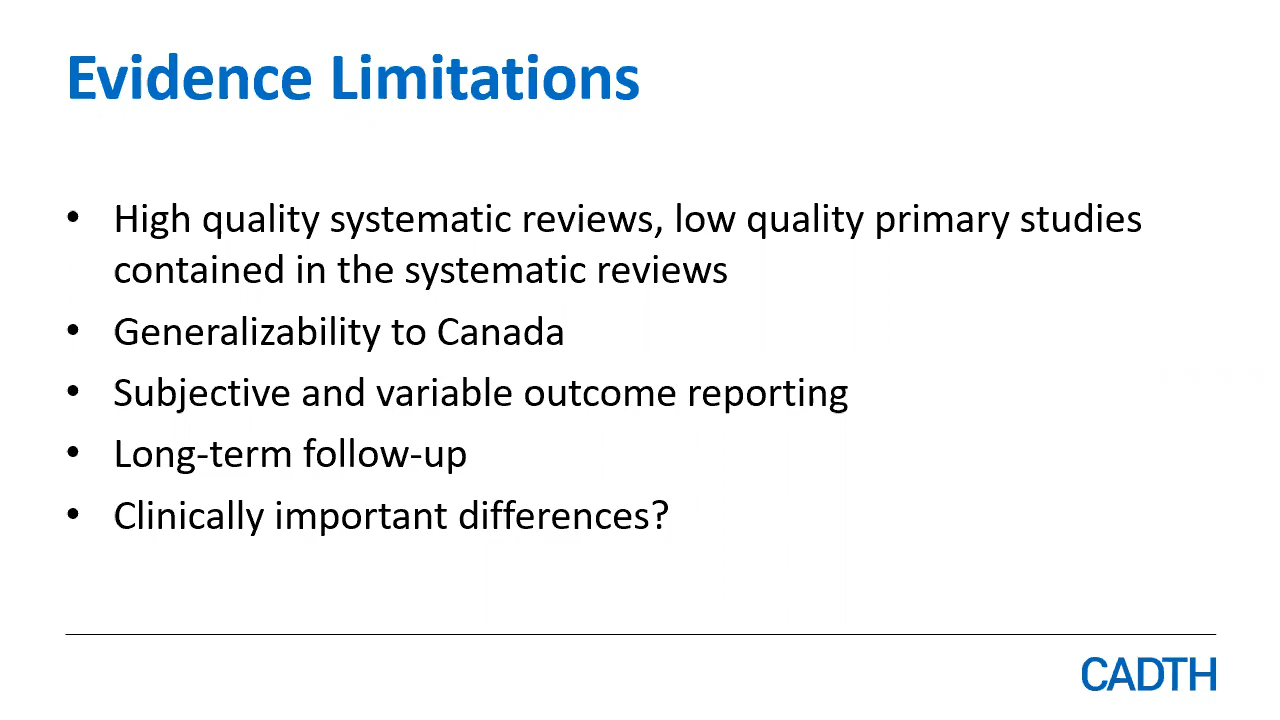 Evidence Limitations
• High quality systematic reviews, low quality primary studies
contained in the systematic reviews
• Generalizability to Canada
• Subjective and variable outcome reporting
• Long-term follow-up
• Clinically important differences?
CADTH